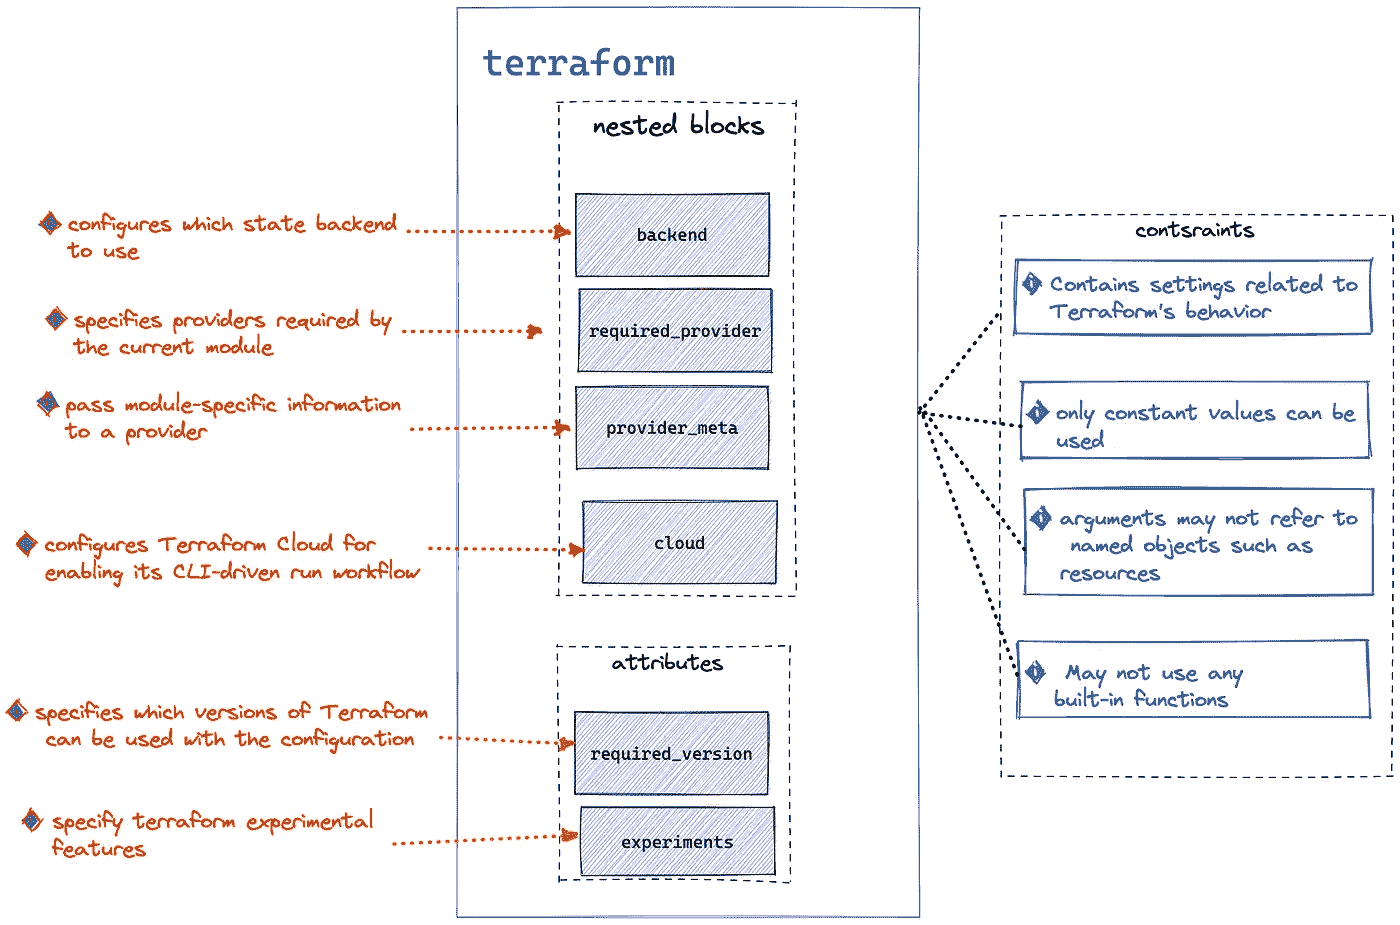 terraform
nested blocks
configures which state backend
to use
backend
specifies providers required by
the current module
required_provider
pass module-specific information
to a provider
provider_meta
configures Terraform Cloud for
enabling its CLI-driven run workflow
cloud
attributes
specifies which versions of Terraform
can be used with the configuration
required_version
specify terraform experimental
features
experiments
contsraints
Contains settings related to
Terraform's behavior
only constant values can be
used
arguments may not refer to
named objects such as
resources
May not use any
built-in functions